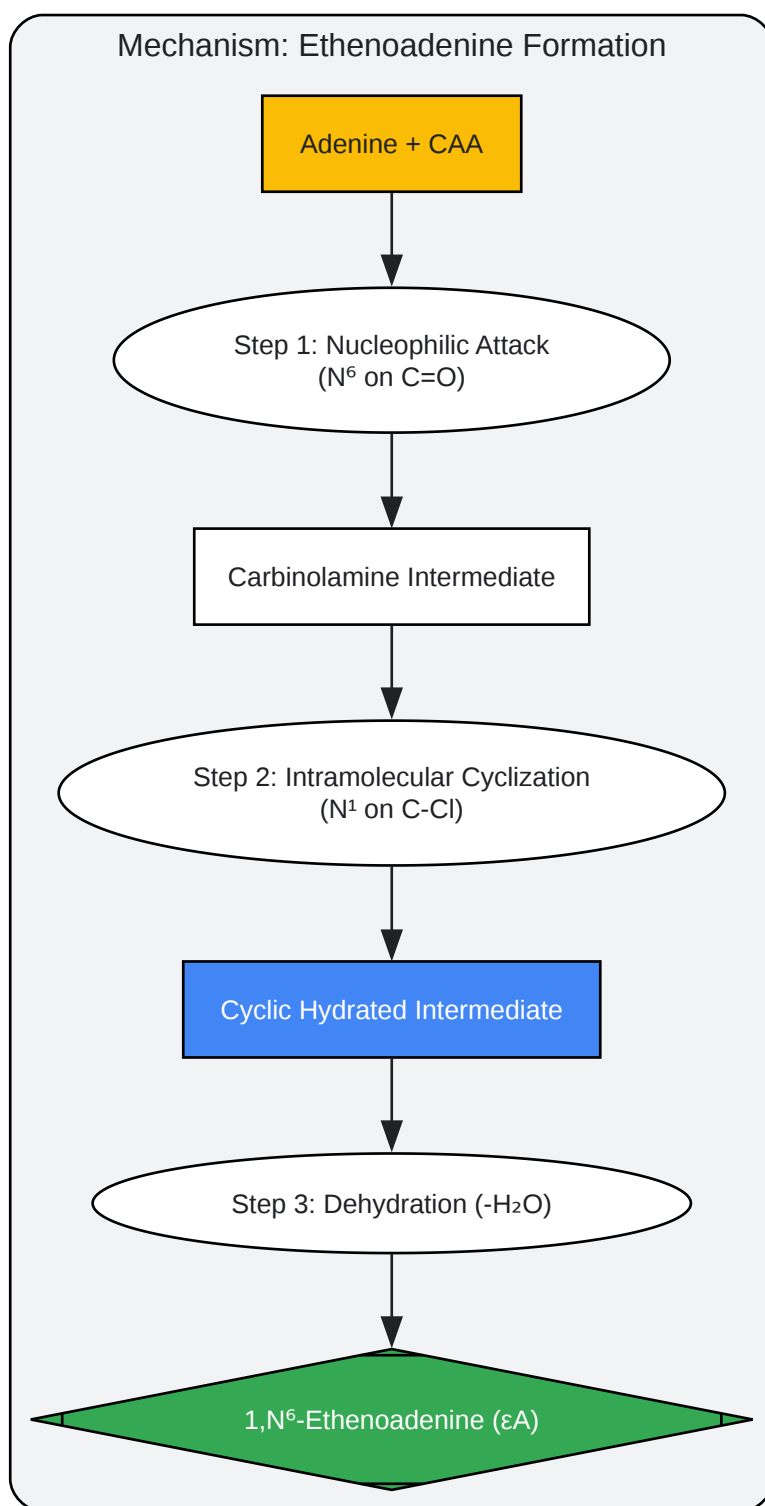 Mechanism: Ethenoadenine Formation
Adenine + CAA
Step 1: Nucleophilic Attack
(N⁶ on C=O)
Carbinolamine Intermediate
Step 2: Intramolecular Cyclization
(N¹ on C-Cl)
Cyclic Hydrated Intermediate
Step 3: Dehydration (-H₂O)
1,N⁶-Ethenoadenine (εA)